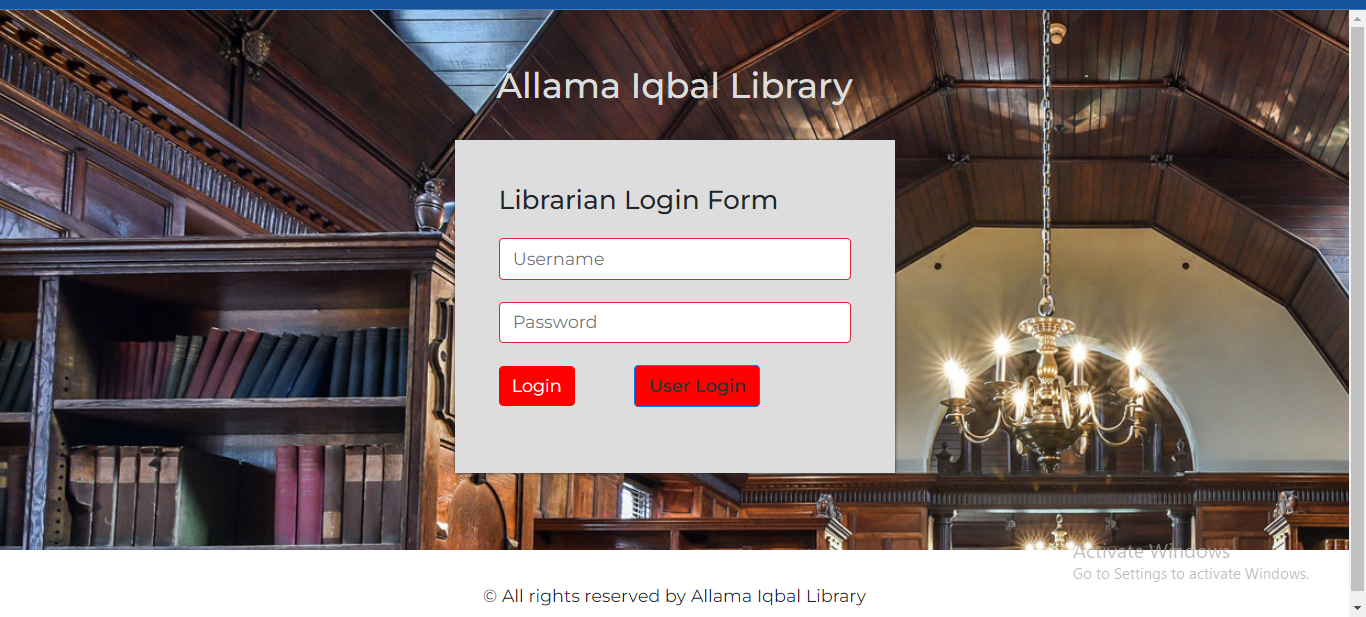 Allama Iqbal Library
Librarian Login Form
Username
Password
Login User Login
Activate Windows
Go to Settings to activate Windows.
© All rights reserved by Allama Iqbal Library